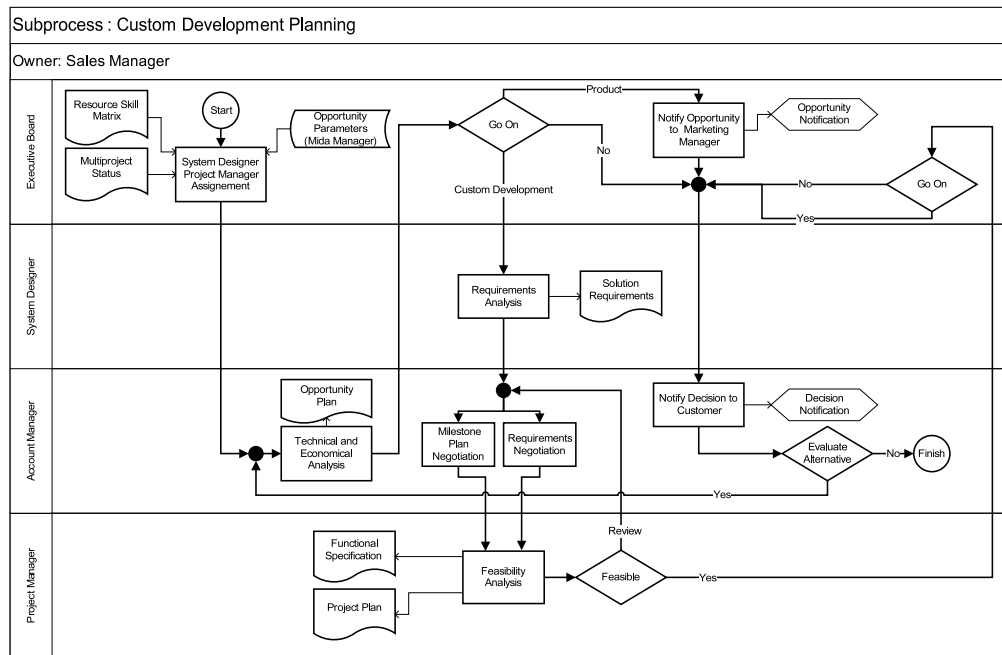 Subprocess : Custom Development Planning
Owner: Sales Manager
Executive Board
Resource Skill
Matrix
Multiproject
Status
Start
System Designer
Project Manager
Assignement
Opportunity
Parameters
(Mida Manager)
Go On
Product
No
Custom Development
Notify Opportunity
to Marketing
Manager
Opportunity
Notification
Go On
No
Yes
System Designer
Requirements
Analysis
Solution
Requirements
Account Manager
Opportunity
Plan
Technical and
Economical
Analysis
Milestone
Plan
Negotiation
Requirements
Negotiation
Notify Decision to
Customer
Decision
Notification
Evaluate
Alternative
No
Finish
Yes
Project Manager
Functional
Specification
Project Plan
Feasibility
Analysis
Review
Feasible
Yes